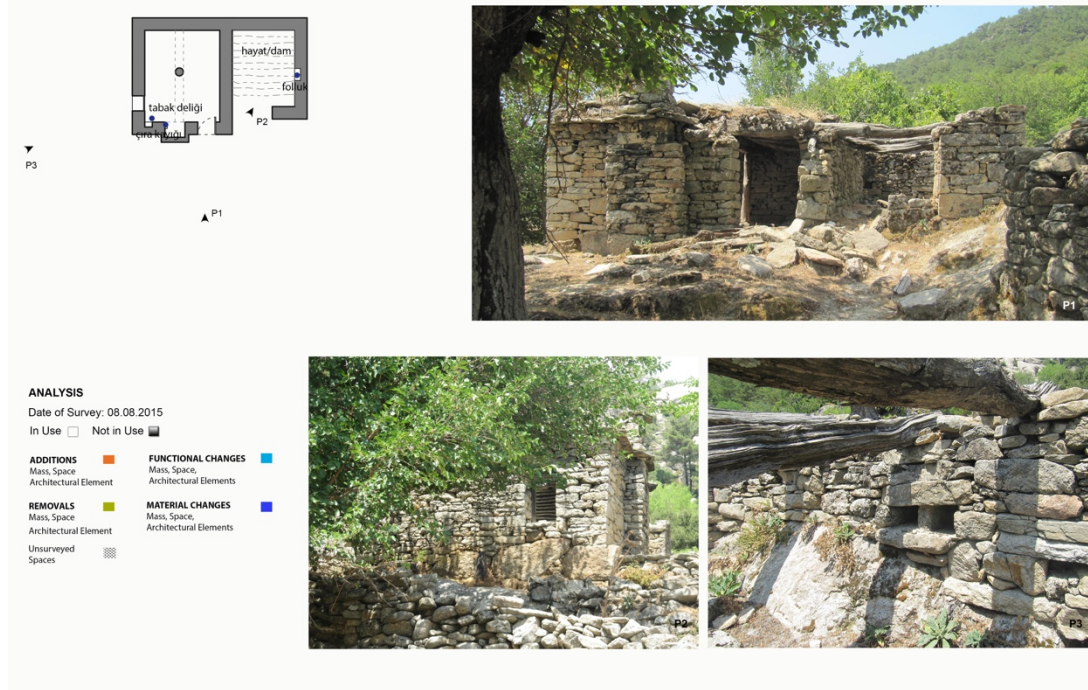 hayat/dam
folluk
tabak deliği
çıra kayığı
P2
P3
P1
P1
ANALYSIS
Date of Survey: 08.08.2015
In Use Not in Use
ADDITIONS
Mass, Space
Architectural Element
FUNCTIONAL CHANGES
Mass, Space,
Architectural Elements
REMOVALS
Mass, Space
Architectural Element
MATERIAL CHANGES
Mass, Space,
Architectural Elements
Unsurveyed
Spaces
P2
P3